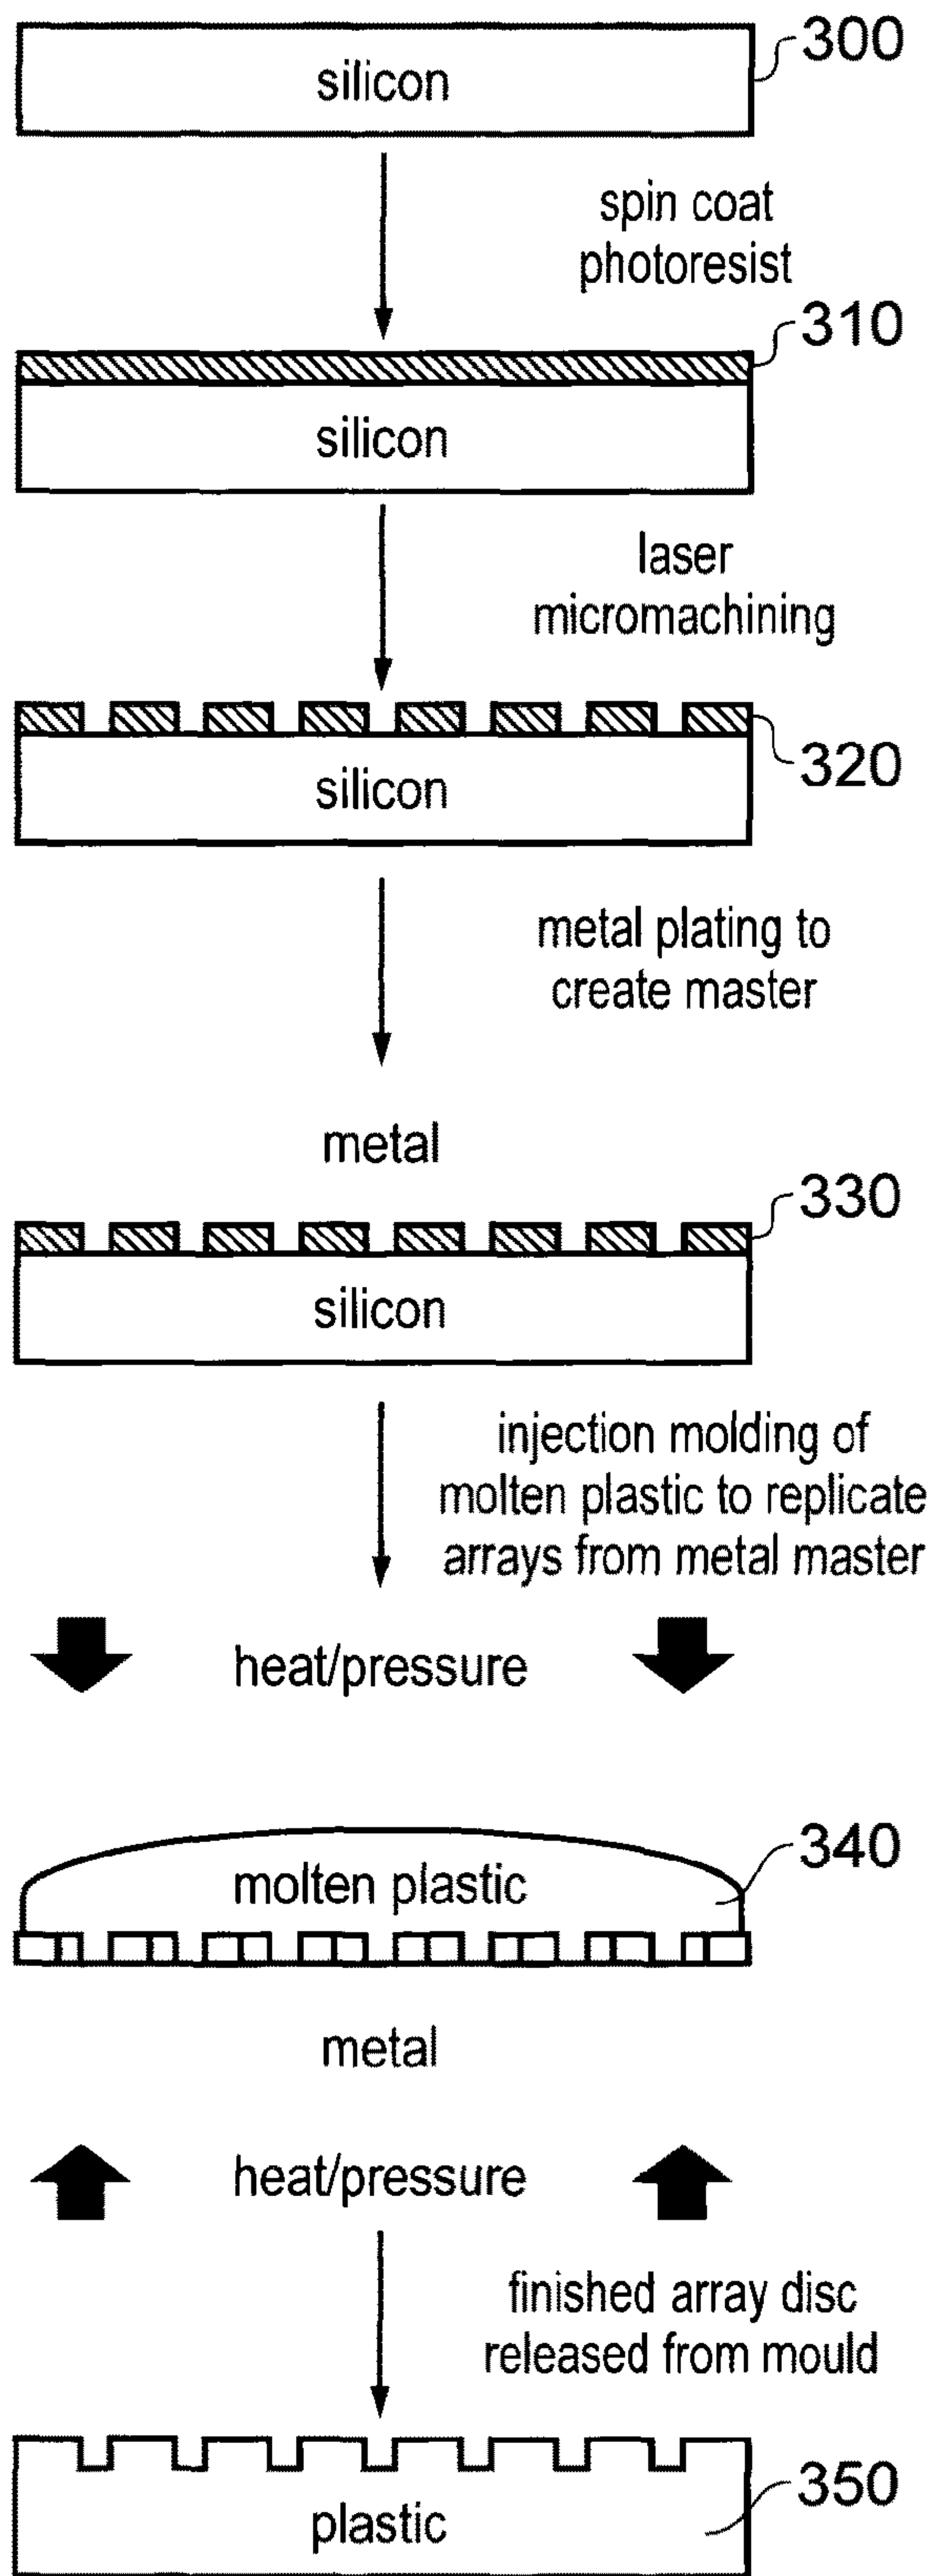 300
silicon
spin coat
photoresist
310
silicon
laser
micromachining
320
silicon
metal plating to
create master
metal
330
silicon
injection molding of
molten plastic to replicate
arrays from metal master
heat/pressure
340
molten plastic
metal
heat/pressure
finished array disc
released from mould
350
plastic